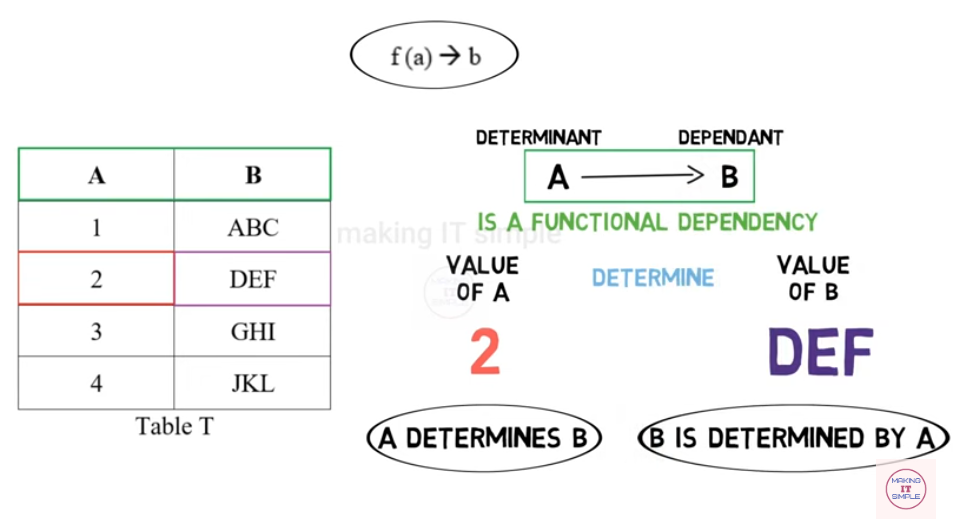 f (a) → b
DETERMINANT DEPENDANT
A → B
IS A FUNCTIONAL DEPENDENCY
A B
1 ABC
2 DEF
3 GHI
4 JKL
Table T
making IT simple
VALUE OF A
DETERMINE
VALUE OF B
2
DEF
A DETERMINES B
B IS DETERMINED BY A
MAKING
IT
SIMPLE